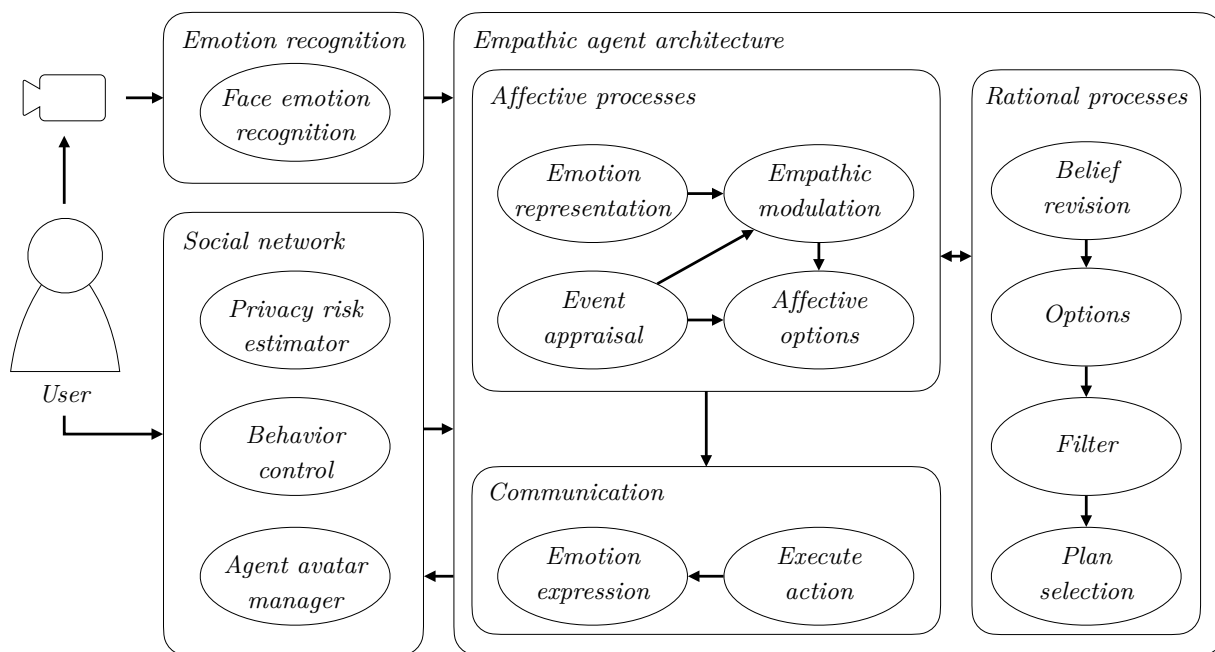 Emotion recognition
Face emotion
recognition
User
Social network
Privacy risk
estimator
Behavior
control
Agent avatar
manager
Empathic agent architecture
Affective processes
Emotion
representation
Empathic
modulation
Event
appraisal
Affective
options
Communication
Emotion
expression
Execute
action
Rational processes
Belief
revision
Options
Filter
Plan
selection